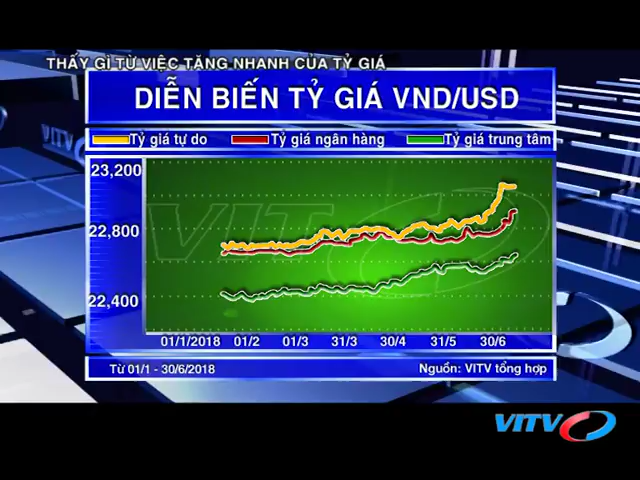 THẤY GÌ TỪ VIỆC TĂNG NHANH CỦA TỶ GIÁ
DIỄN BIẾN TỶ GIÁ VND/USD
Tỷ giá tự do Tỷ giá ngân hàng Tỷ giá trung tâm
23,200
22,800
22,400
VITV
01/1/2018 01/2 01/3 31/3 30/4 31/5 30/6
Từ 01/1 - 30/6/2018 Nguồn: VITV tổng hợp
VITV